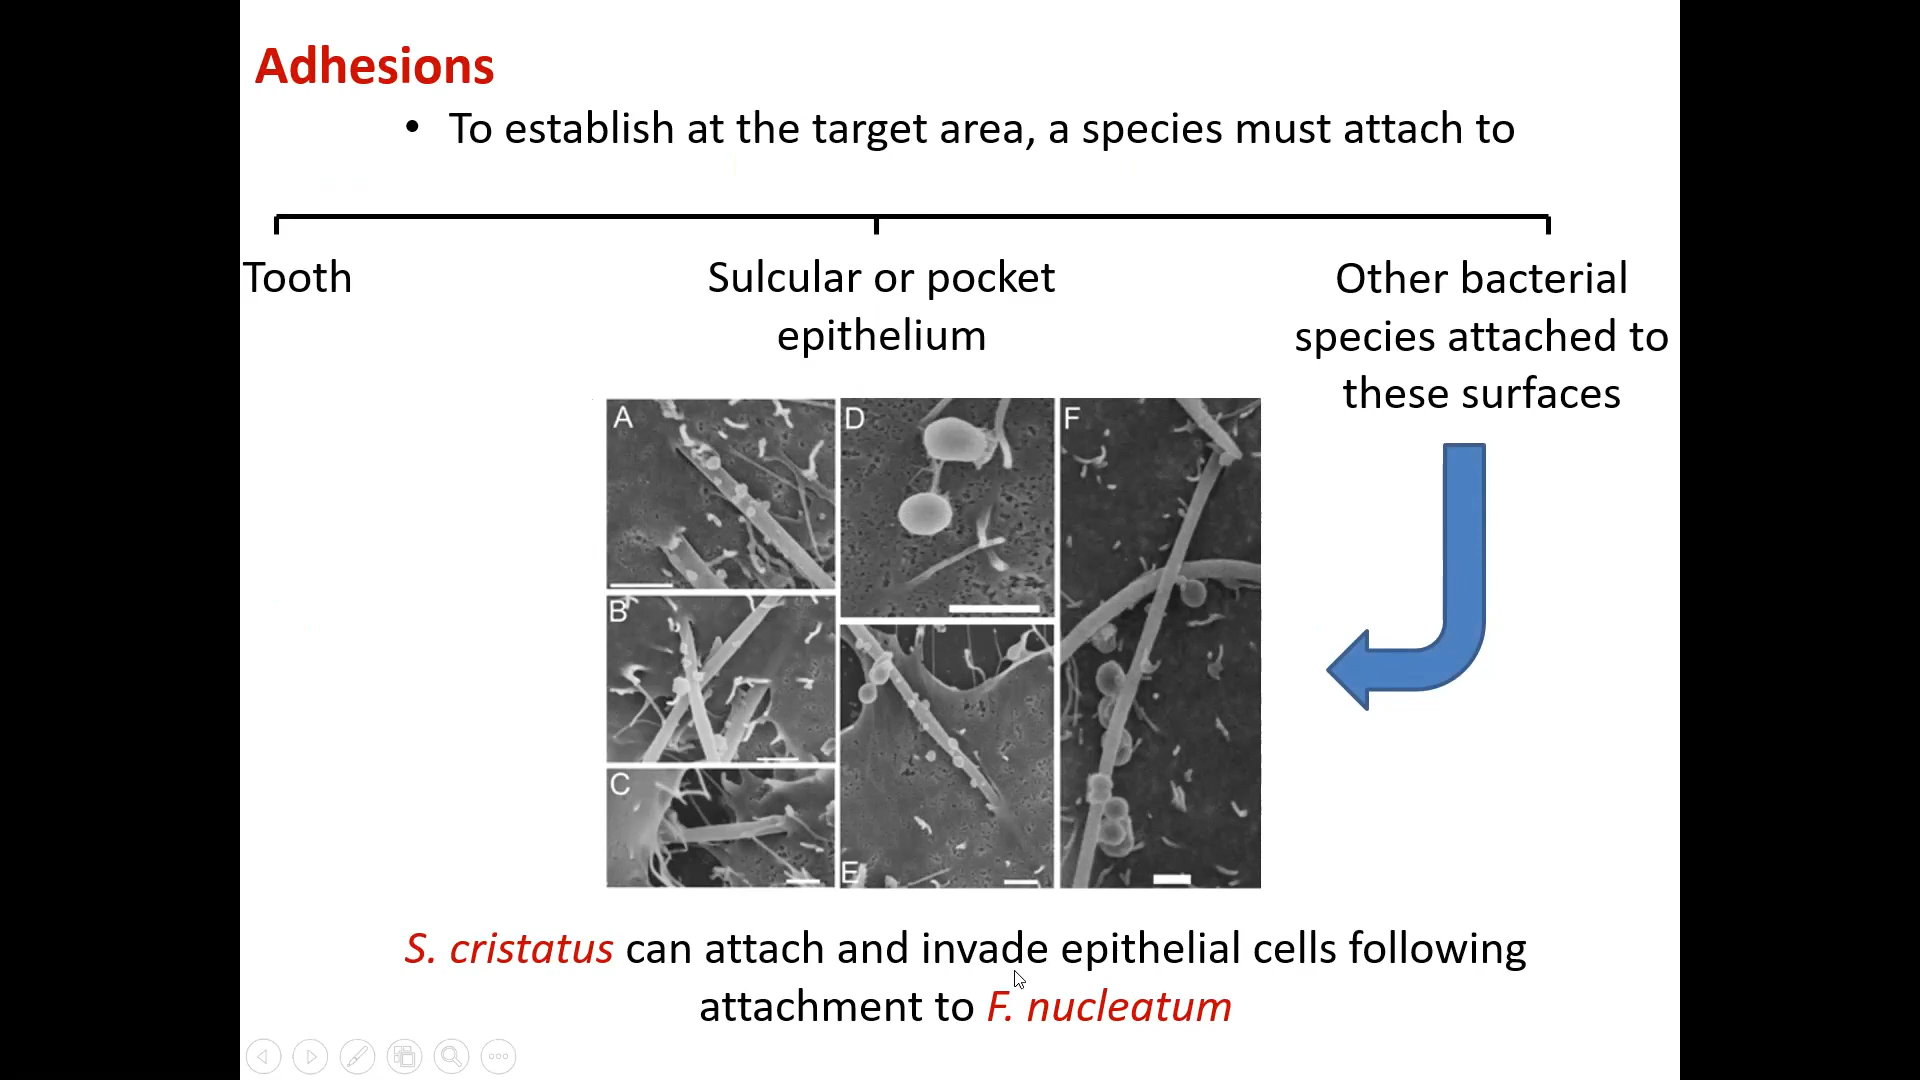 Adhesions
• To establish at the target area, a species must attach to
Tooth
Sulcular or pocket
epithelium
Other bacterial
species attached to
these surfaces
A
D
F
B
C
E
S. cristatus can attach and invade epithelial cells following
attachment to F. nucleatum